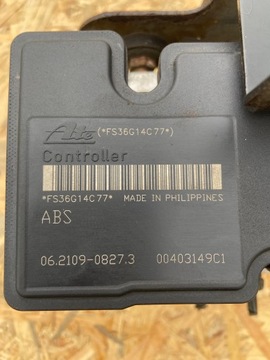 Ate (*FS36G14C77*)
Controller
*FS36G14C77* MADE IN PHILIPPINES
ABS
06.2109-0827.3 00403149C1